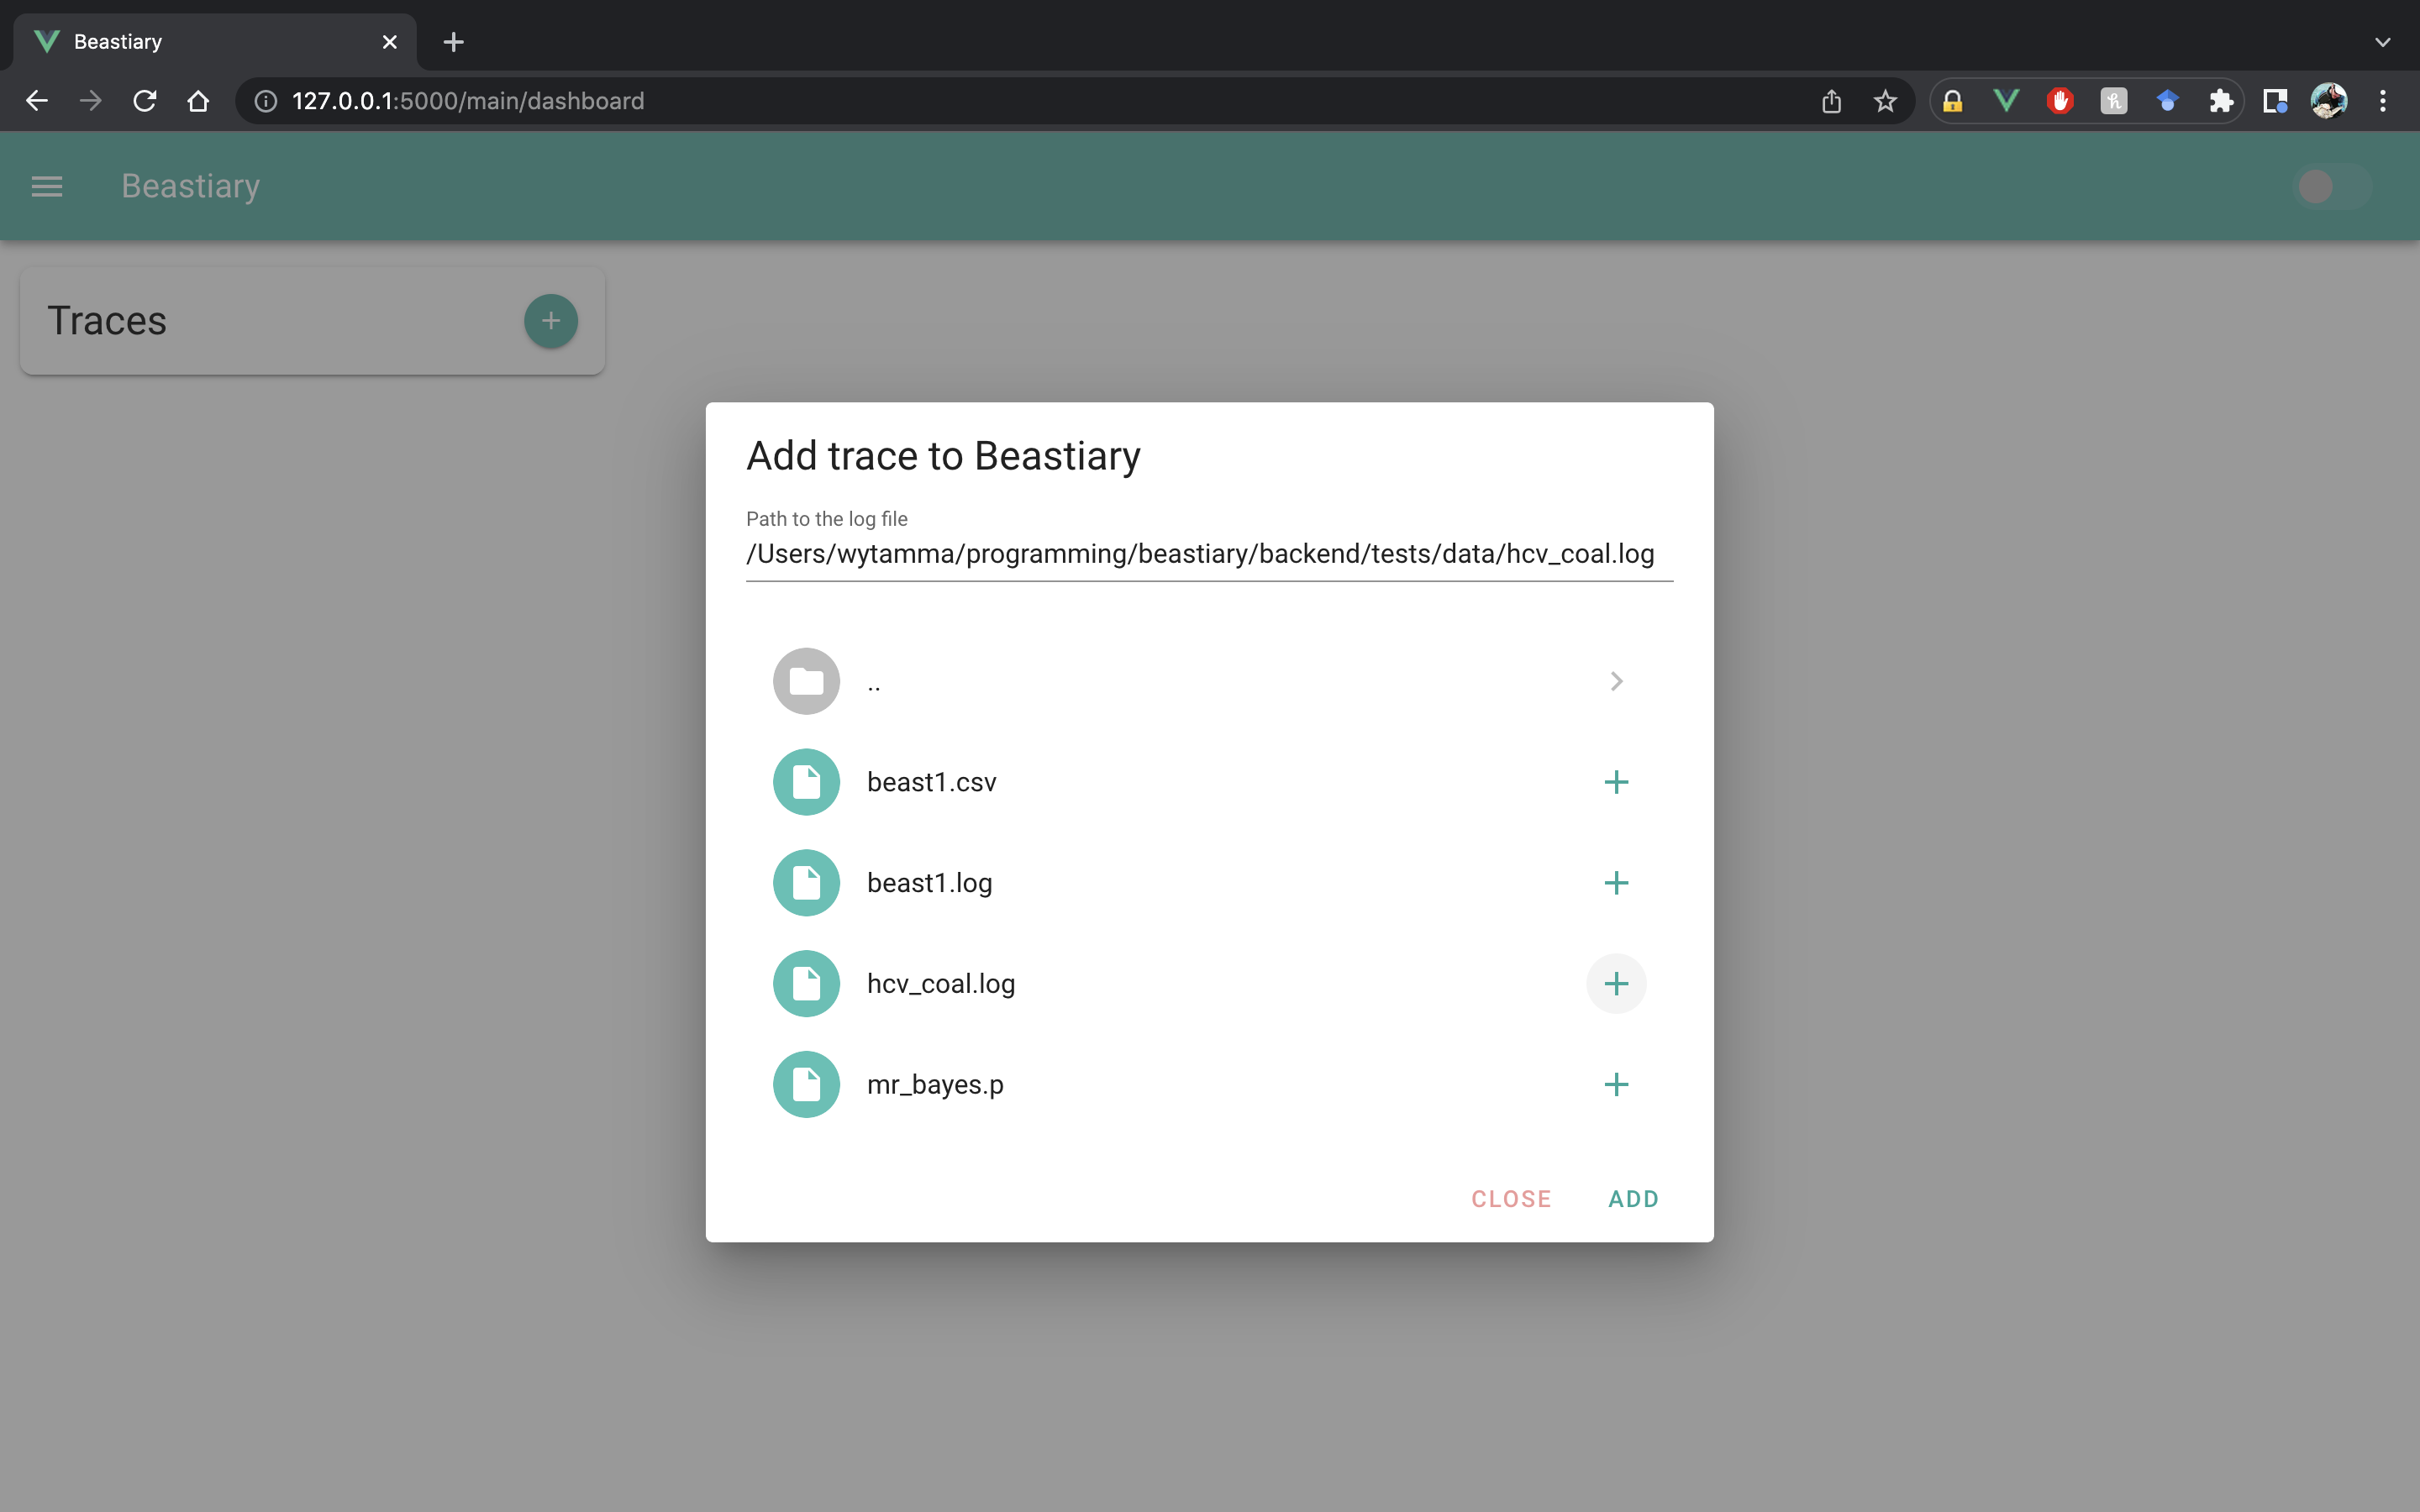 Beastiary
127.0.0.1:5000/main/dashboard
Beastiary
Traces
Add trace to Beastiary
Path to the log file
/Users/wytamma/programming/beastiary/backend/tests/data/hcv_coal.log
..
beast1.csv
beast1.log
hcv_coal.log
mr_bayes.p
CLOSE ADD